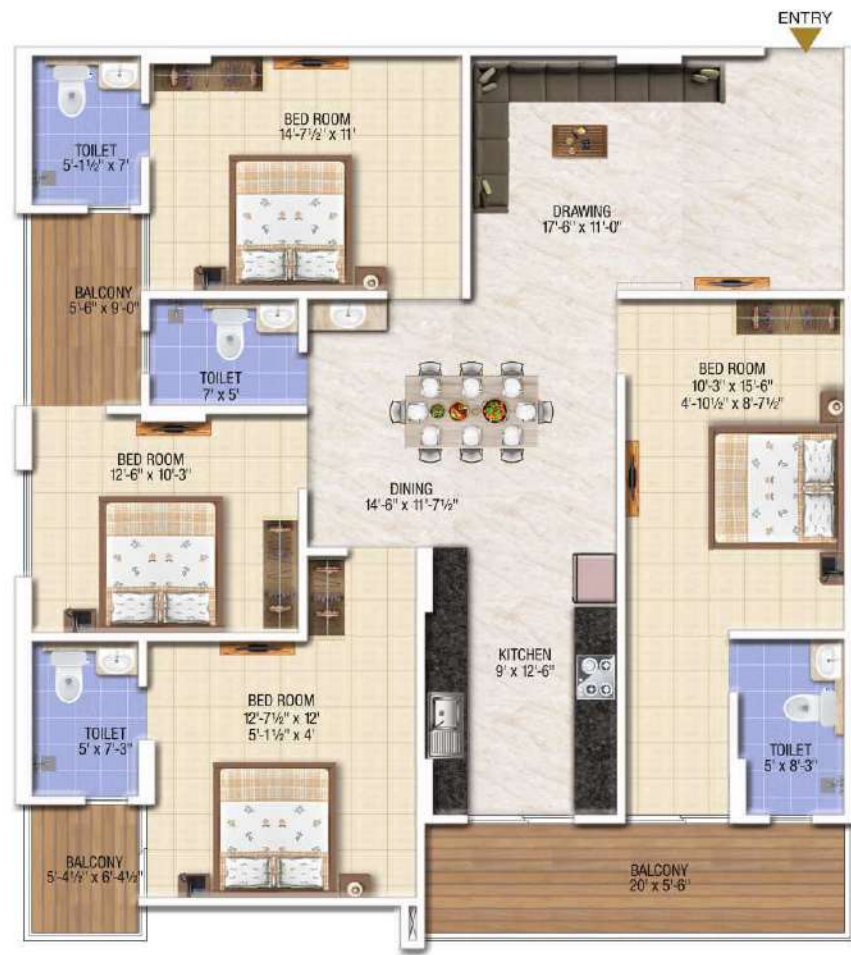 ENTRY
TOILET
5'-1½" x 7'
BED ROOM
14'-7½" x 11'
DRAWING
17'-6" x 11'-0"
BALCONY
5'-6" x 9'-0"
TOILET
7' x 5'
BED ROOM
10'-3" x 15'-6"
4'-10½" x 8'-7½"
BED ROOM
12'-6" x 10'-3"
DINING
14'-6" x 11'-7½"
KITCHEN
9' x 12'-6"
BED ROOM
12'-7½" x 12'
5'-1½" x 4'
TOILET
5' x 7'-3"
TOILET
5' x 8'-3"
BALCONY
5'-4½" x 6'-4½"
BALCONY
20' x 5'-6"